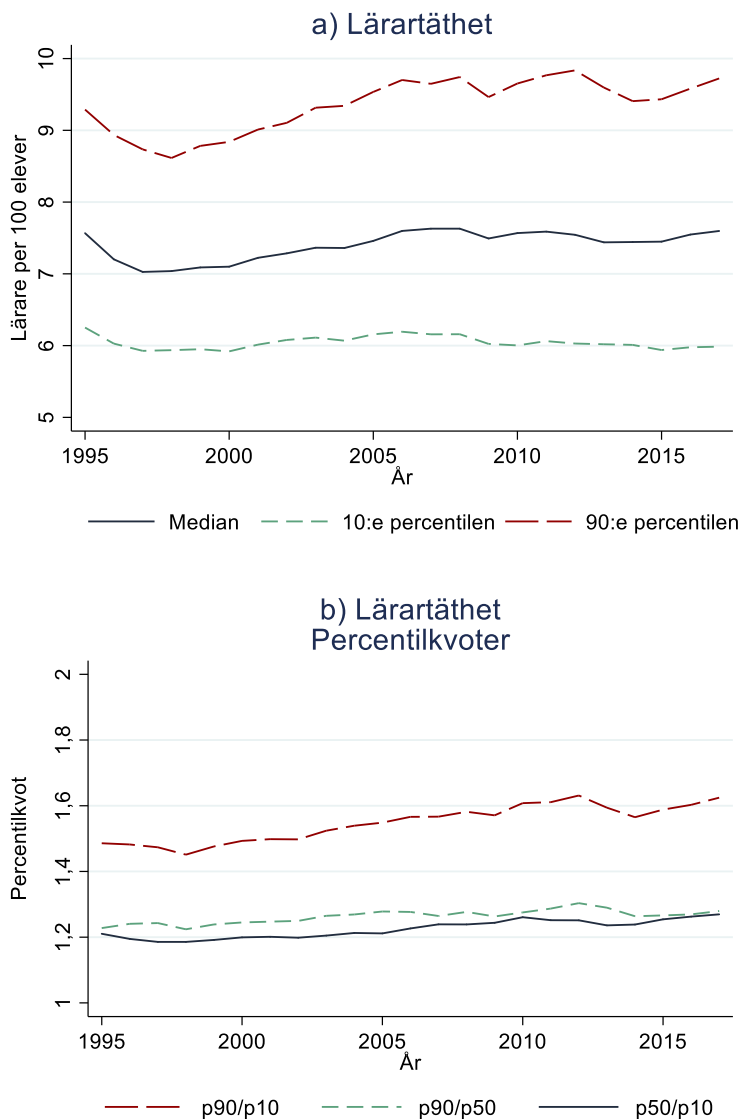 a) Lärartäthet
Lärare per 100 elever
10
9
8
7
6
5
1995 2000 2005 2010 2015
År
Median 10:e percentilen 90:e percentilen
b) Lärartäthet
Percentilkvoter
Percentilkvot
2
1,8
1,6
1,4
1,2
1
1995 2000 2005 2010 2015
År
p90/p10 p90/p50 p50/p10